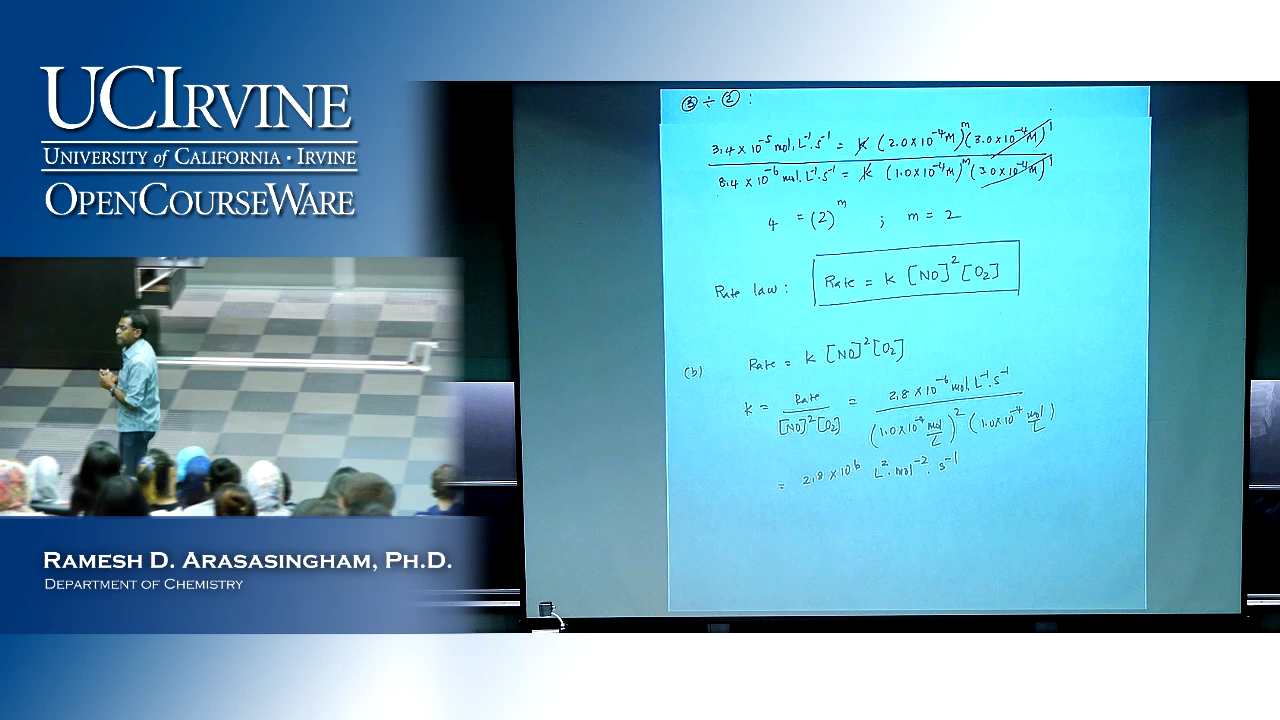 UCIRVINE
UNIVERSITY of CALIFORNIA · IRVINE
OPENCOURSEWARE
RAMESH D. ARASASINGHAM, PH.D.
DEPARTMENT OF CHEMISTRY
③ ÷ ② :
3.4 x 10⁻⁵ mol. L⁻¹. s⁻¹ = k (2.0 x 10⁻⁴ M)ᵐ (3.0 x 10⁻⁴ M)¹
8.4 x 10⁻⁶ mol. L⁻¹. s⁻¹ = k (1.0 x 10⁻⁴ M)ᵐ (3.0 x 10⁻⁴ M)¹
4 = (2)ᵐ ; m = 2
Rate law : Rate = k [NO]² [O₂]
(b) Rate = k [NO]² [O₂]
k = Rate / [NO]² [O₂] = 2.8 x 10⁻⁶ mol. L⁻¹. s⁻¹ / (1.0 x 10⁻⁴ mol/L)² (1.0 x 10⁻⁴ mol/L)
= 2.8 x 10⁶ L². mol⁻². s⁻¹